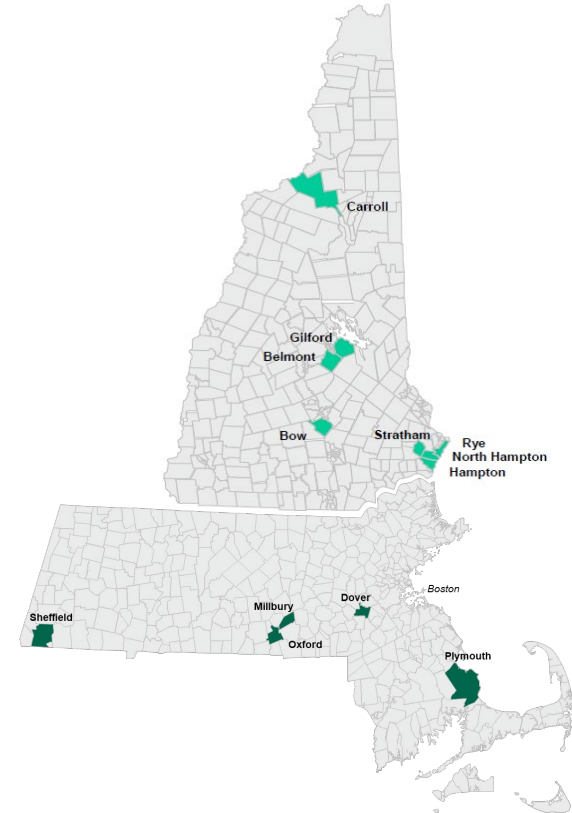 Carroll
Gilford
Belmont
Bow
Stratham
Rye
North Hampton
Hampton
Boston
Dover
Millbury
Sheffield
Oxford
Plymouth